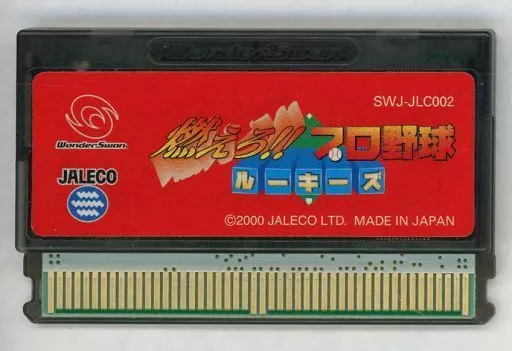 WonderSwan
SWJ-JLC002
WonderSwan.
燃えろ!! プロ野球
ルーキーズ
JALECO
©2000 JALECO LTD. MADE IN JAPAN